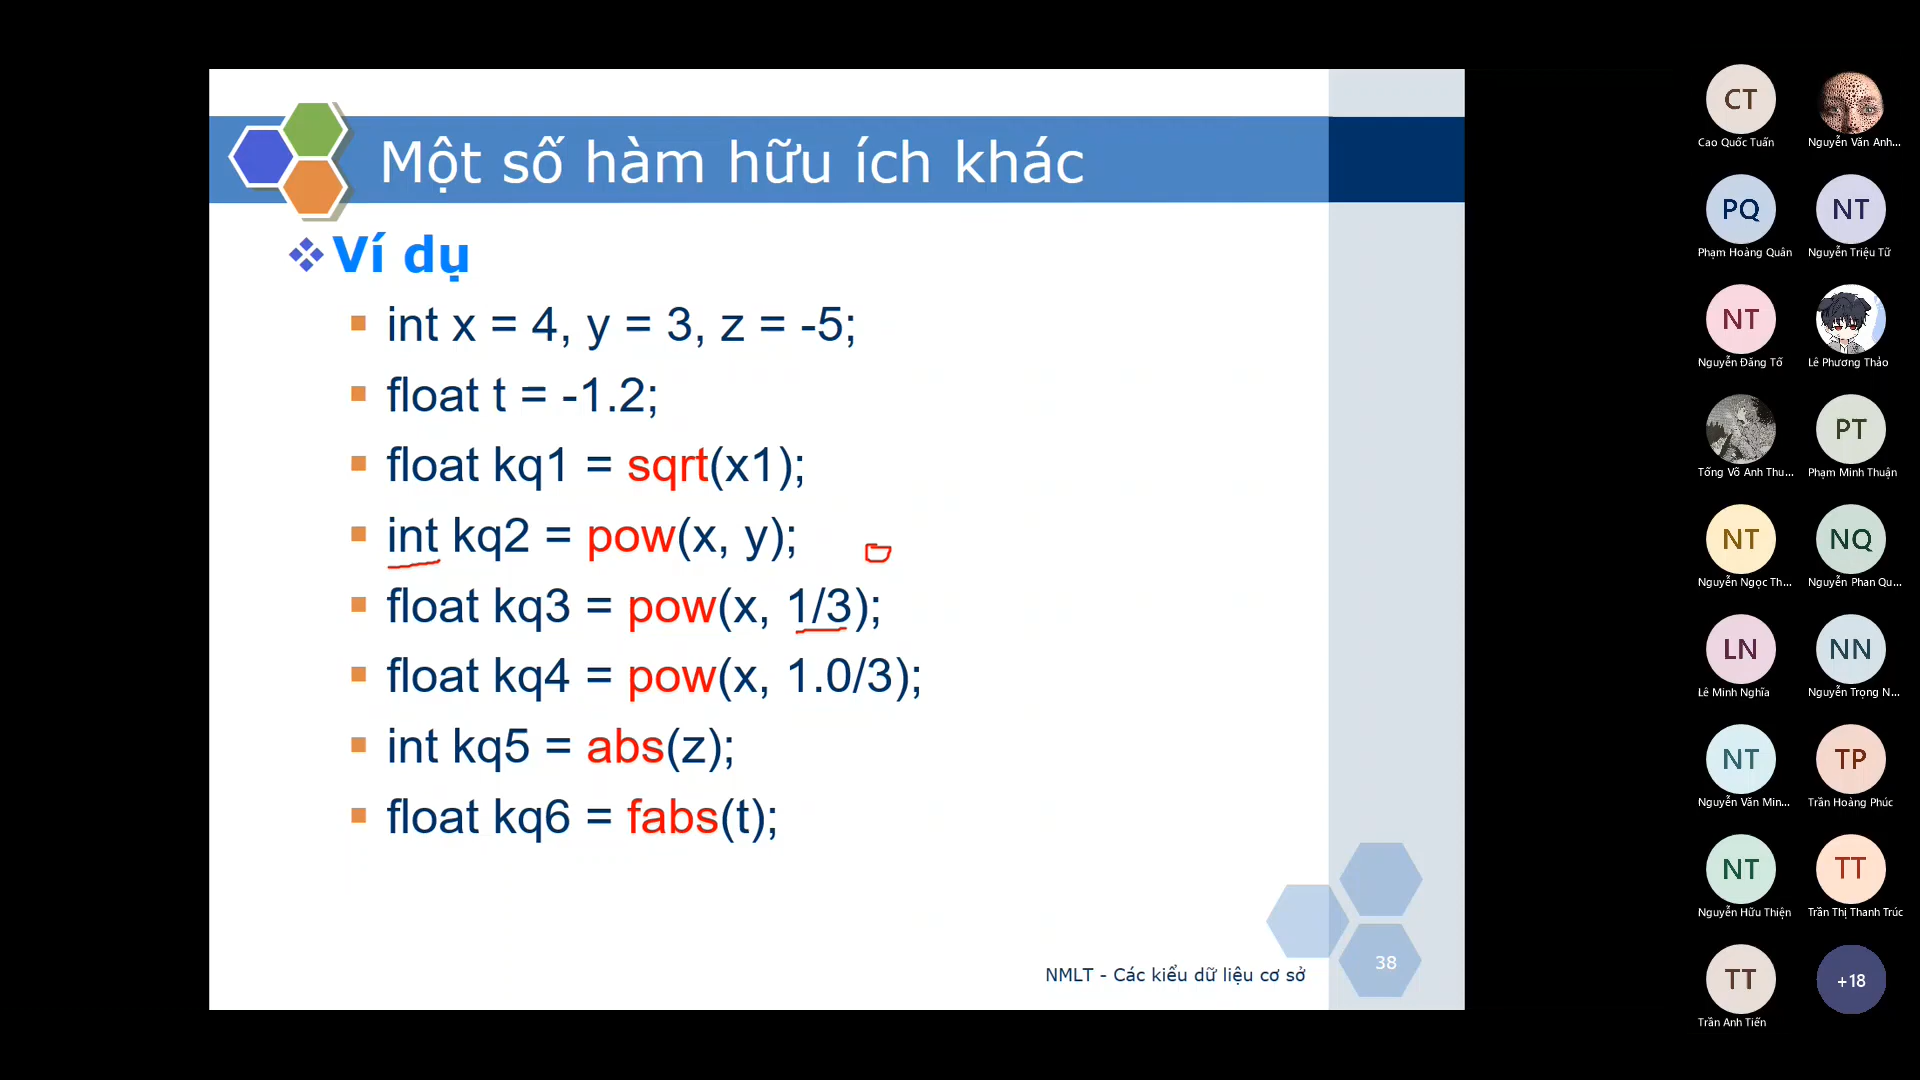 Một số hàm hữu ích khác
Ví dụ
int x = 4, y = 3, z = -5;
float t = -1.2;
float kq1 = sqrt(x1);
int kq2 = pow(x, y);
float kq3 = pow(x, 1/3);
float kq4 = pow(x, 1.0/3);
int kq5 = abs(z);
float kq6 = fabs(t);
NMLT - Các kiểu dữ liệu cơ sở
38
CT
Cao Quốc Tuấn
Nguyễn Văn Anh...
PQ
Phạm Hoàng Quân
NT
Nguyễn Triệu Tử
NT
Nguyễn Đăng Tố
Lê Phương Thảo
Tống Võ Anh Thu...
PT
Phạm Minh Thuận
NT
Nguyễn Ngọc Th...
NQ
Nguyễn Phan Qu...
LN
Lê Minh Nghĩa
NN
Nguyễn Trọng N...
NT
Nguyễn Văn Min...
TP
Trần Hoàng Phúc
NT
Nguyễn Hữu Thiện
TT
Trần Thị Thanh Trúc
TT
Trần Anh Tiến
+18